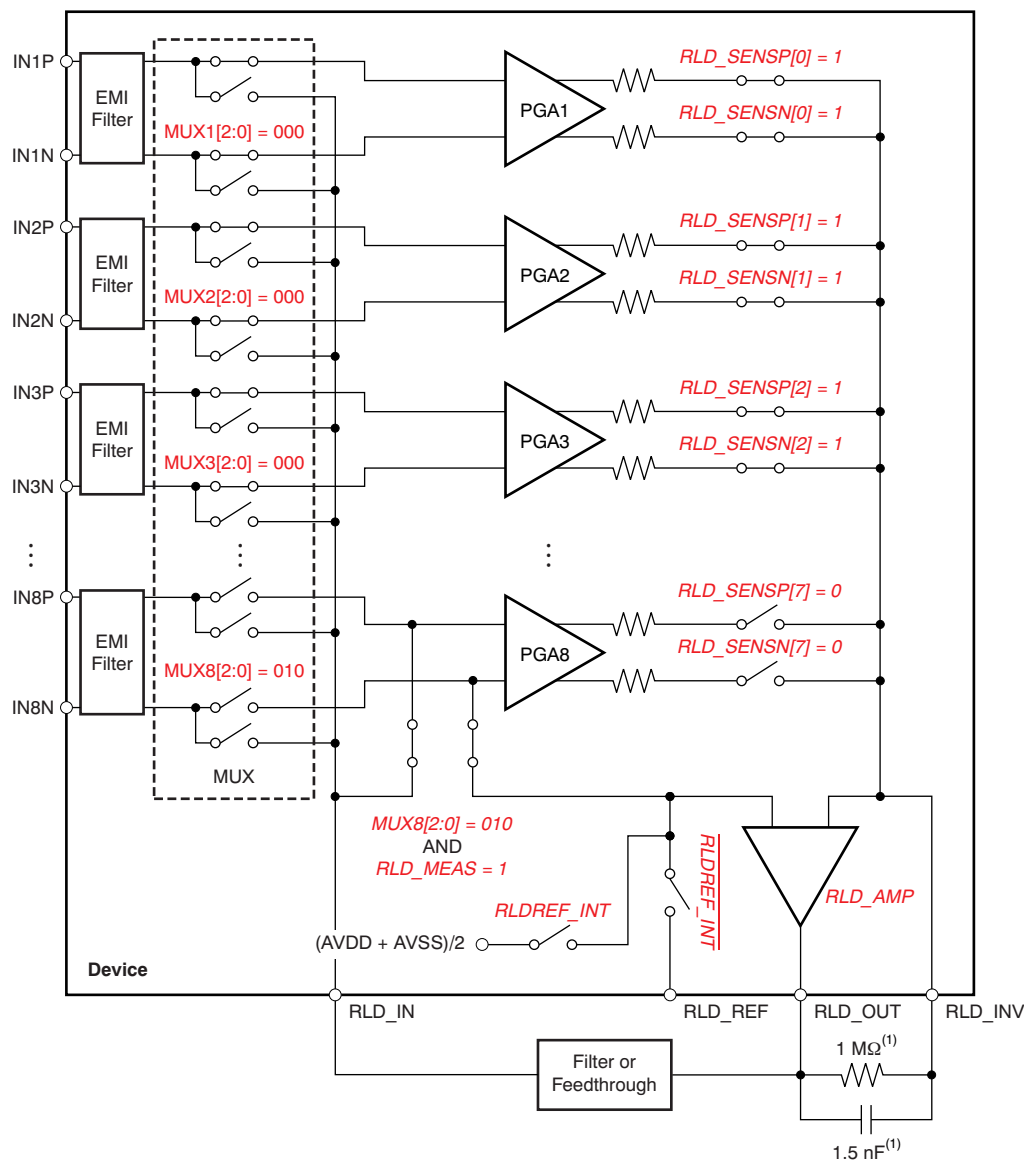 IN1P
EMI
Filter
IN1N
MUX1[2:0] = 000
PGA1
RLD_SENSP[0] = 1
RLD_SENSN[0] = 1
IN2P
EMI
Filter
IN2N
MUX2[2:0] = 000
PGA2
RLD_SENSP[1] = 1
RLD_SENSN[1] = 1
IN3P
EMI
Filter
IN3N
MUX3[2:0] = 000
PGA3
RLD_SENSP[2] = 1
RLD_SENSN[2] = 1
IN8P
EMI
Filter
IN8N
MUX8[2:0] = 010
PGA8
RLD_SENSP[7] = 0
RLD_SENSN[7] = 0
MUX
MUX8[2:0] = 010
AND
RLD_MEAS = 1
RLDREF_INT
(AVDD + AVSS)/2
RLDREF_INT
RLD_AMP
Device
RLD_IN
RLD_REF
RLD_OUT
RLD_INV
Filter or
Feedthrough
1 MΩ(1)
1.5 nF(1)